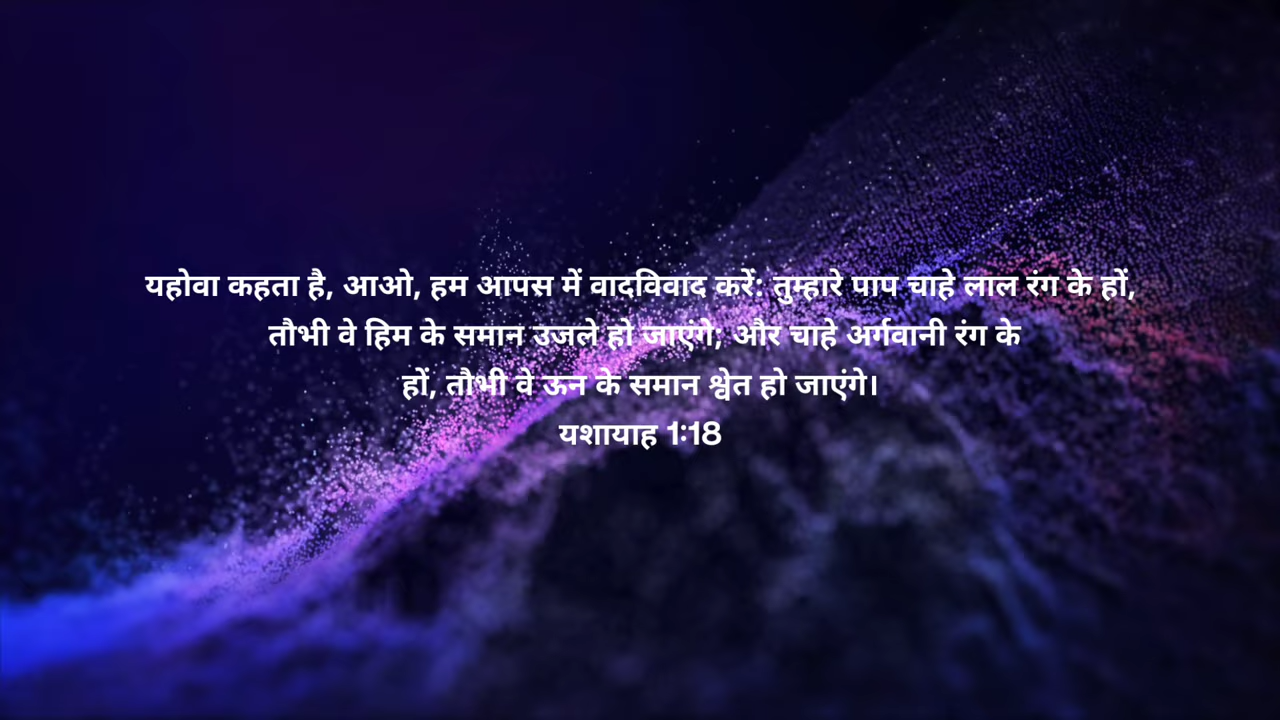 यहोवा कहता है, आओ, हम आपस में वादविवाद करें: तुम्हारे पाप चाहे लाल रंग के हों,
तौभी वे हिम के समान उजले हो जाएंगे; और चाहे अर्गवानी रंग के
हों, तौभी वे ऊन के समान श्वेत हो जाएंगे।
यशायाह 1:18